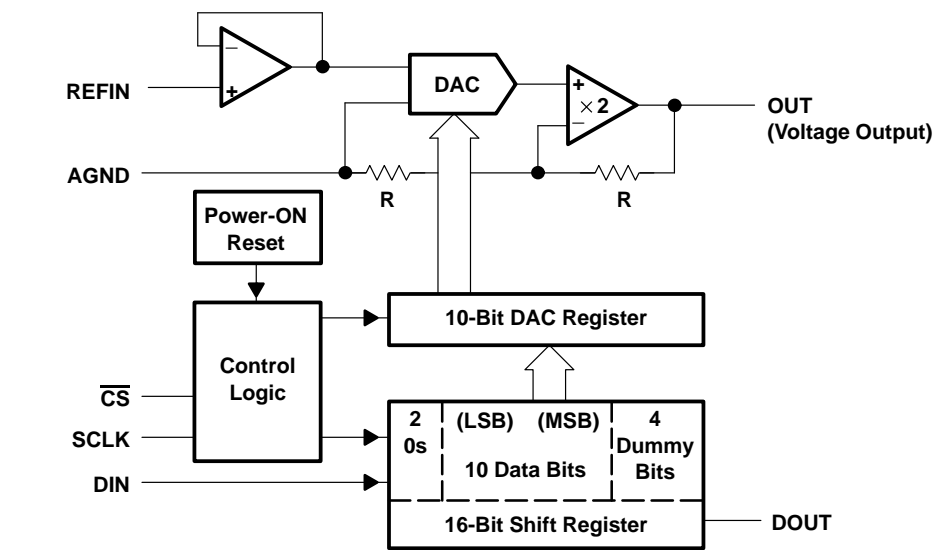 −
+
REFIN
DAC
+
× 2
−
OUT
(Voltage Output)
AGND
R
R
Power-ON
Reset
10-Bit DAC Register
Control
Logic
CS
SCLK
DIN
2
0s
(LSB) (MSB)
10 Data Bits
4
Dummy
Bits
16-Bit Shift Register
DOUT